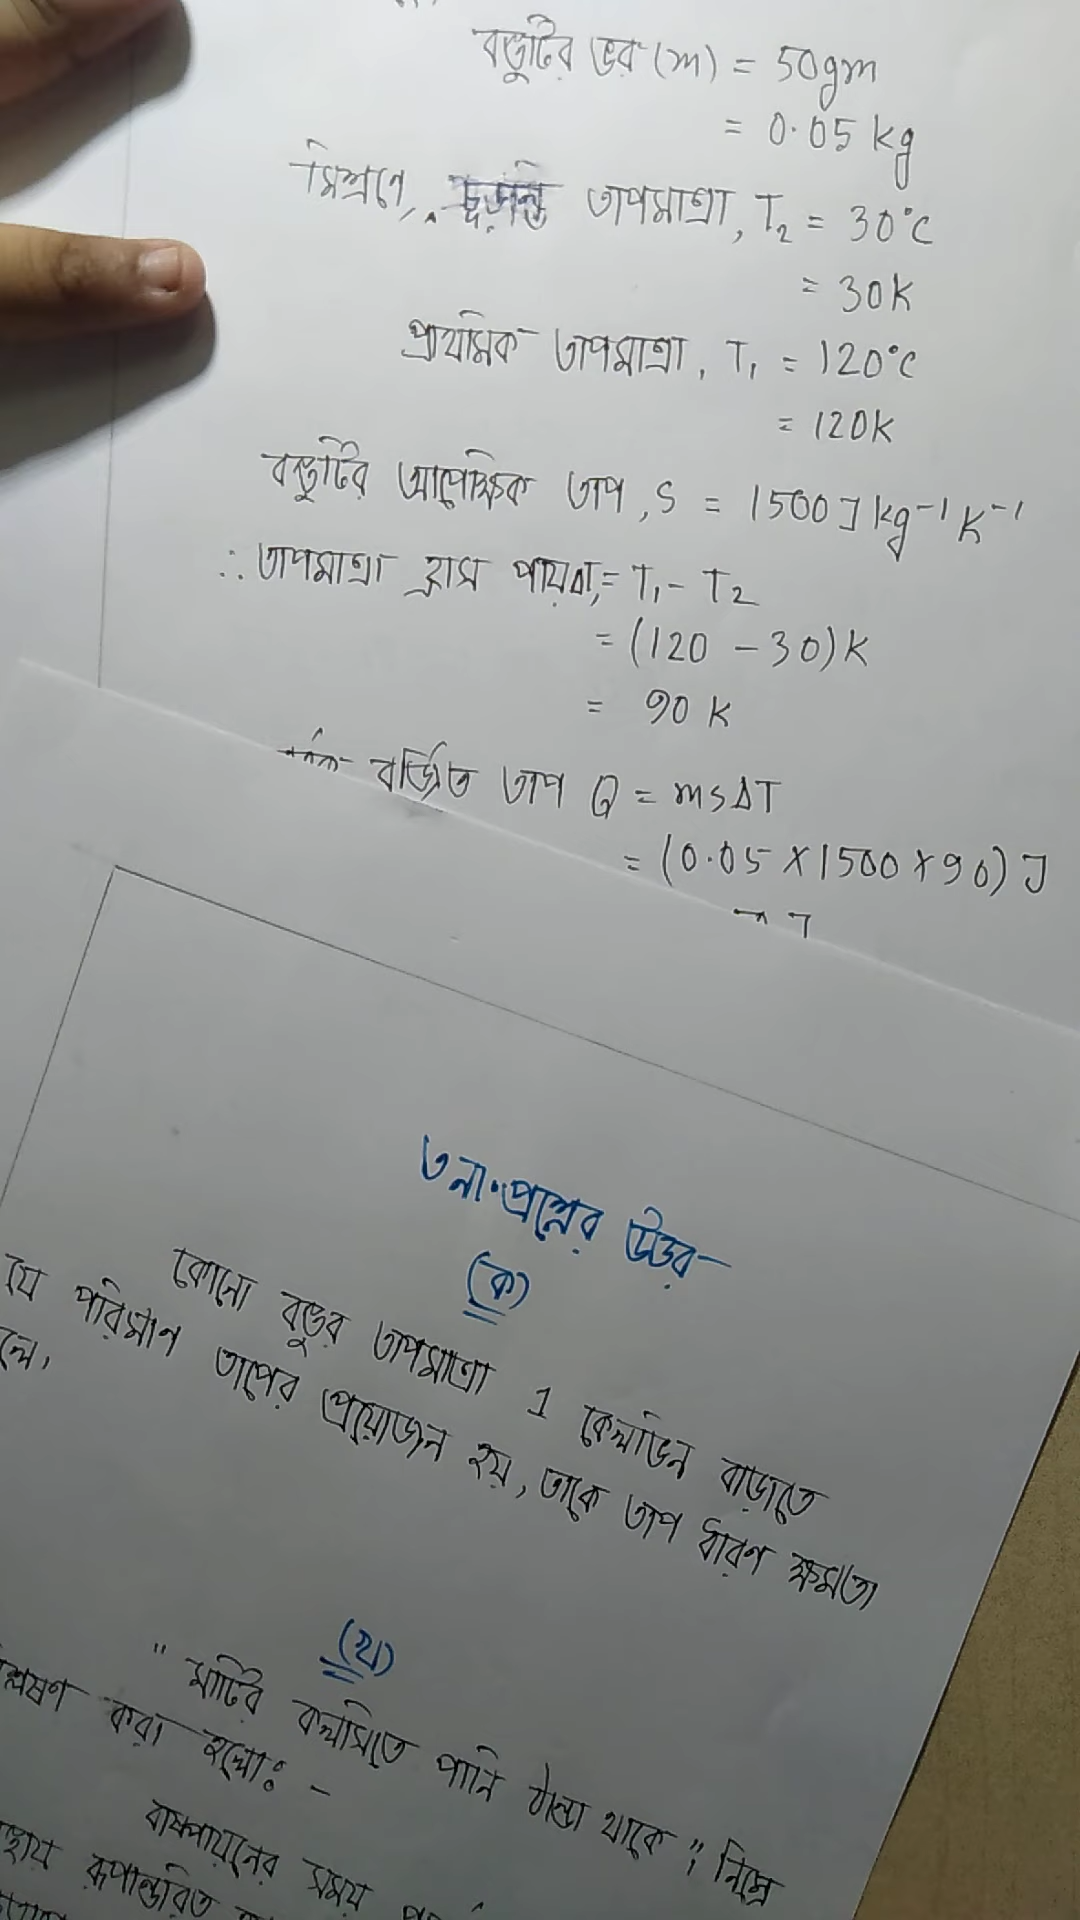 বস্তুটির ভর (m) = 50gm
= 0.05 kg
মিশ্রণে, তাপমাত্রা, T₂ = 30°C
= 30K
প্রাথমিক তাপমাত্রা, T₁ = 120°C
= 120K
বস্তুটির আপেক্ষিক তাপ, S = 1500 J kg⁻¹ K⁻¹
∴ তাপমাত্রা হ্রাস পায়, = T₁ - T₂
= (120 - 30) K
= 90 K
বর্জিত তাপ Q = msΔT
= (0.05 × 1500 × 90) J
৩ নং প্রশ্নের উত্তর
(ক)
কোনো বস্তুর তাপমাত্রা 1 কেলভিন বাড়াতে
যে পরিমাণ তাপের প্রয়োজন হয়, তাকে তাপ ধারণ ক্ষমতা
(খ)
"মাটির কলসিতে পানি ঠান্ডা থাকে"; নিম্নে
করা হলো: -
বাষ্পায়নের সময়
রূপান্তরিত